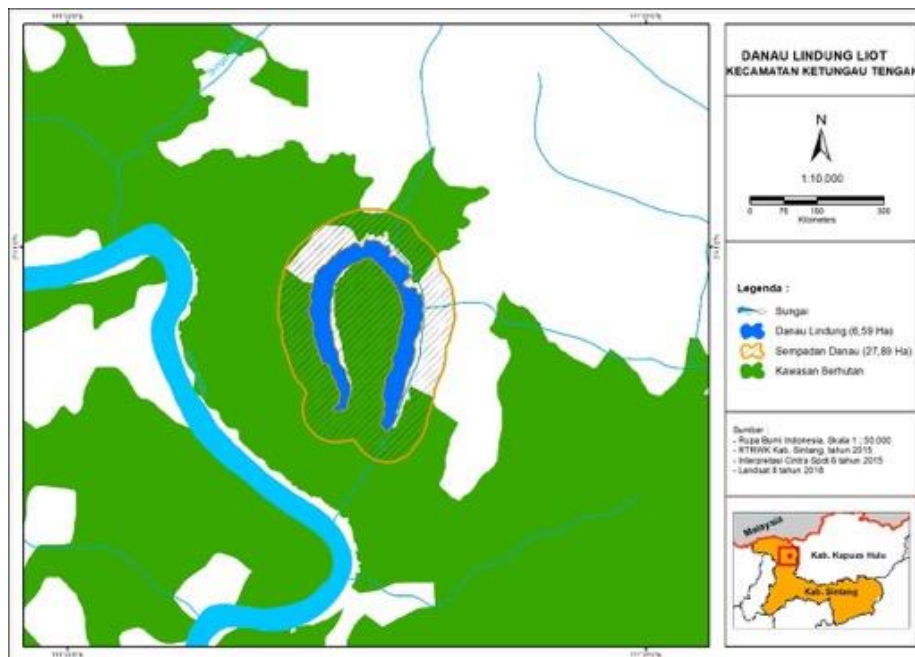 DANAU LINDUNG LIOT
KECAMATAN KETUNGAU TENGAH
N
1:10,000
0 75 150 300
Kilometers
Legenda :
Sungai
Danau Lindung (6,59 Ha)
Sempadan Danau (27,89 Ha)
Kawasan Berhutan
Sumber :
- Rupa Bumi Indonesia, Skala 1 : 50.000
- RTRWK Kab. Sintang, tahun 2015
- Interpretasi Cintra Spot 6 tahun 2015
- Landsat 8 tahun 2018
Malaysia
Kab. Kapuas Hulu
Kab. Sintang